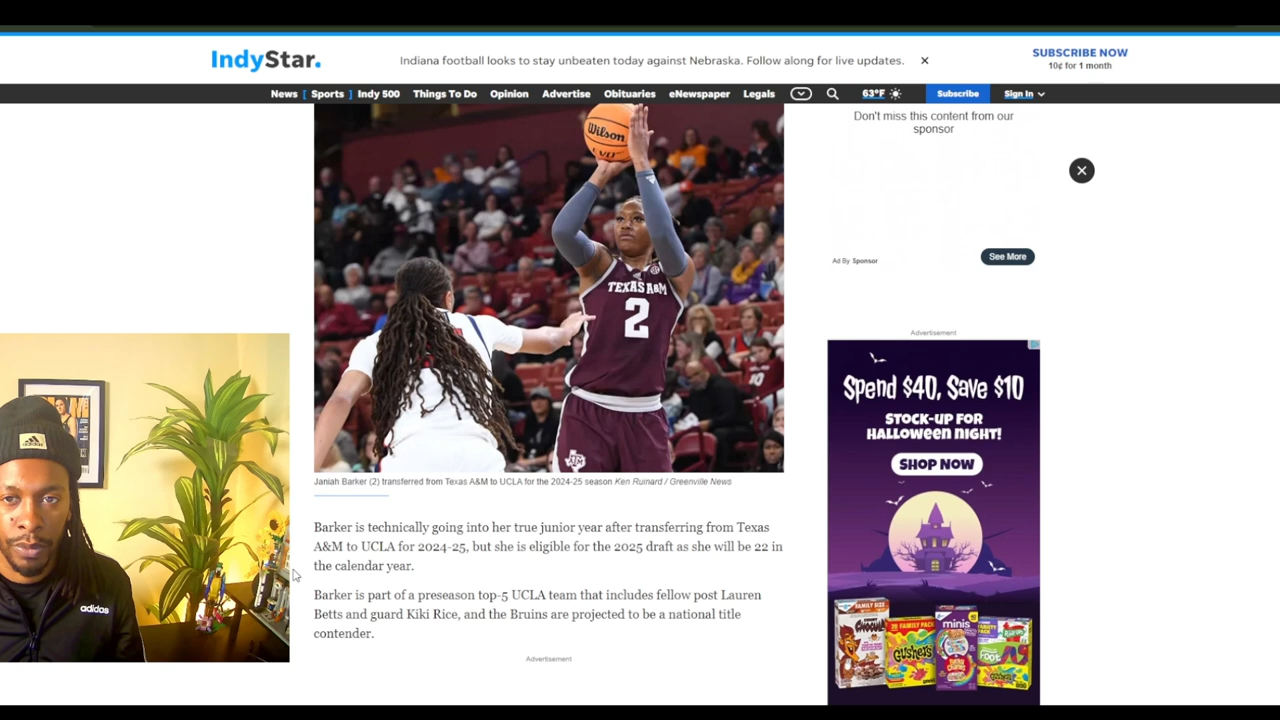 IndyStar.
Indiana football looks to stay unbeaten today against Nebraska. Follow along for live updates.
SUBSCRIBE NOW
10¢ for 1 month
News [ Sports ] Indy 500 Things To Do Opinion Advertise Obituaries eNewspaper Legals 63°F Subscribe Sign In
Don't miss this content from our
sponsor
Ad By Sponsor
See More
Wilson
TEXAS A&M
2
10
Janiah Barker (2) transferred from Texas A&M to UCLA for the 2024-25 season Ken Ruinard / Greenville News
Barker is technically going into her true junior year after transferring from Texas
A&M to UCLA for 2024-25, but she is eligible for the 2025 draft as she will be 22 in
the calendar year.
Barker is part of a preseason top-5 UCLA team that includes fellow post Lauren
Betts and guard Kiki Rice, and the Bruins are projected to be a national title
contender.
Advertisement
Advertisement
Spend $40, Save $10
STOCK-UP FOR
HALLOWEEN NIGHT!
SHOP NOW
FAMILY SIZE
FAMILY PACK
Gushers
minis
adidas